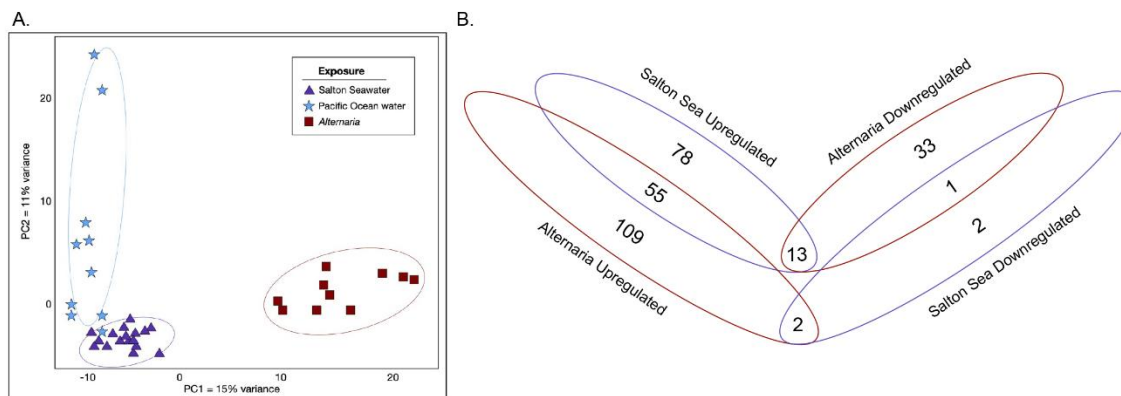 A.
PC2 = 11% variance
20
10
0
-10
0
10
20
PC1 = 15% variance
Exposure
Salton Seawater
Pacific Ocean water
Alternaria
B.
Salton Sea Upregulated
Alternaria Downregulated
78
33
55
1
109
2
13
2
Alternaria Upregulated
Salton Sea Downregulated